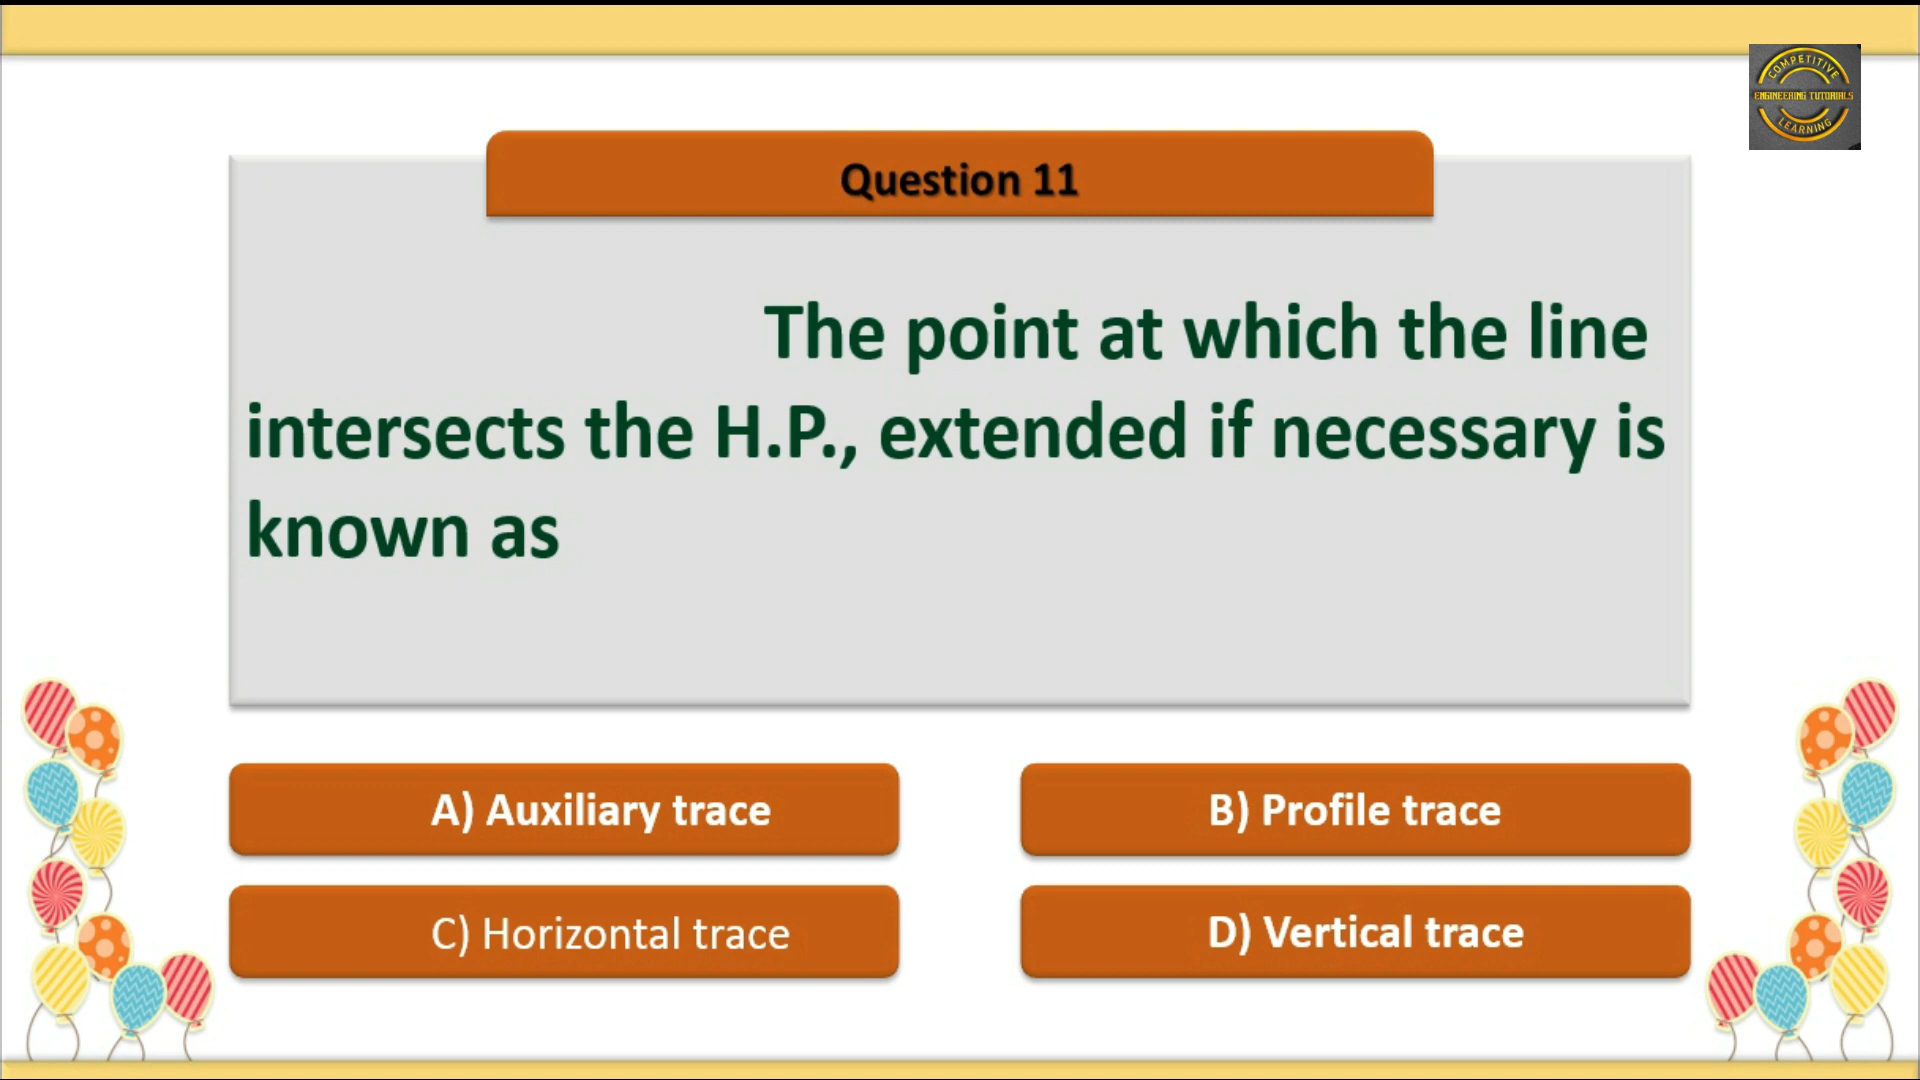 COMPETITIVE
ENGINEERING TUTORIALS
LEARNING
Question 11
The point at which the line
intersects the H.P., extended if necessary is
known as
A) Auxiliary trace
B) Profile trace
C) Horizontal trace
D) Vertical trace